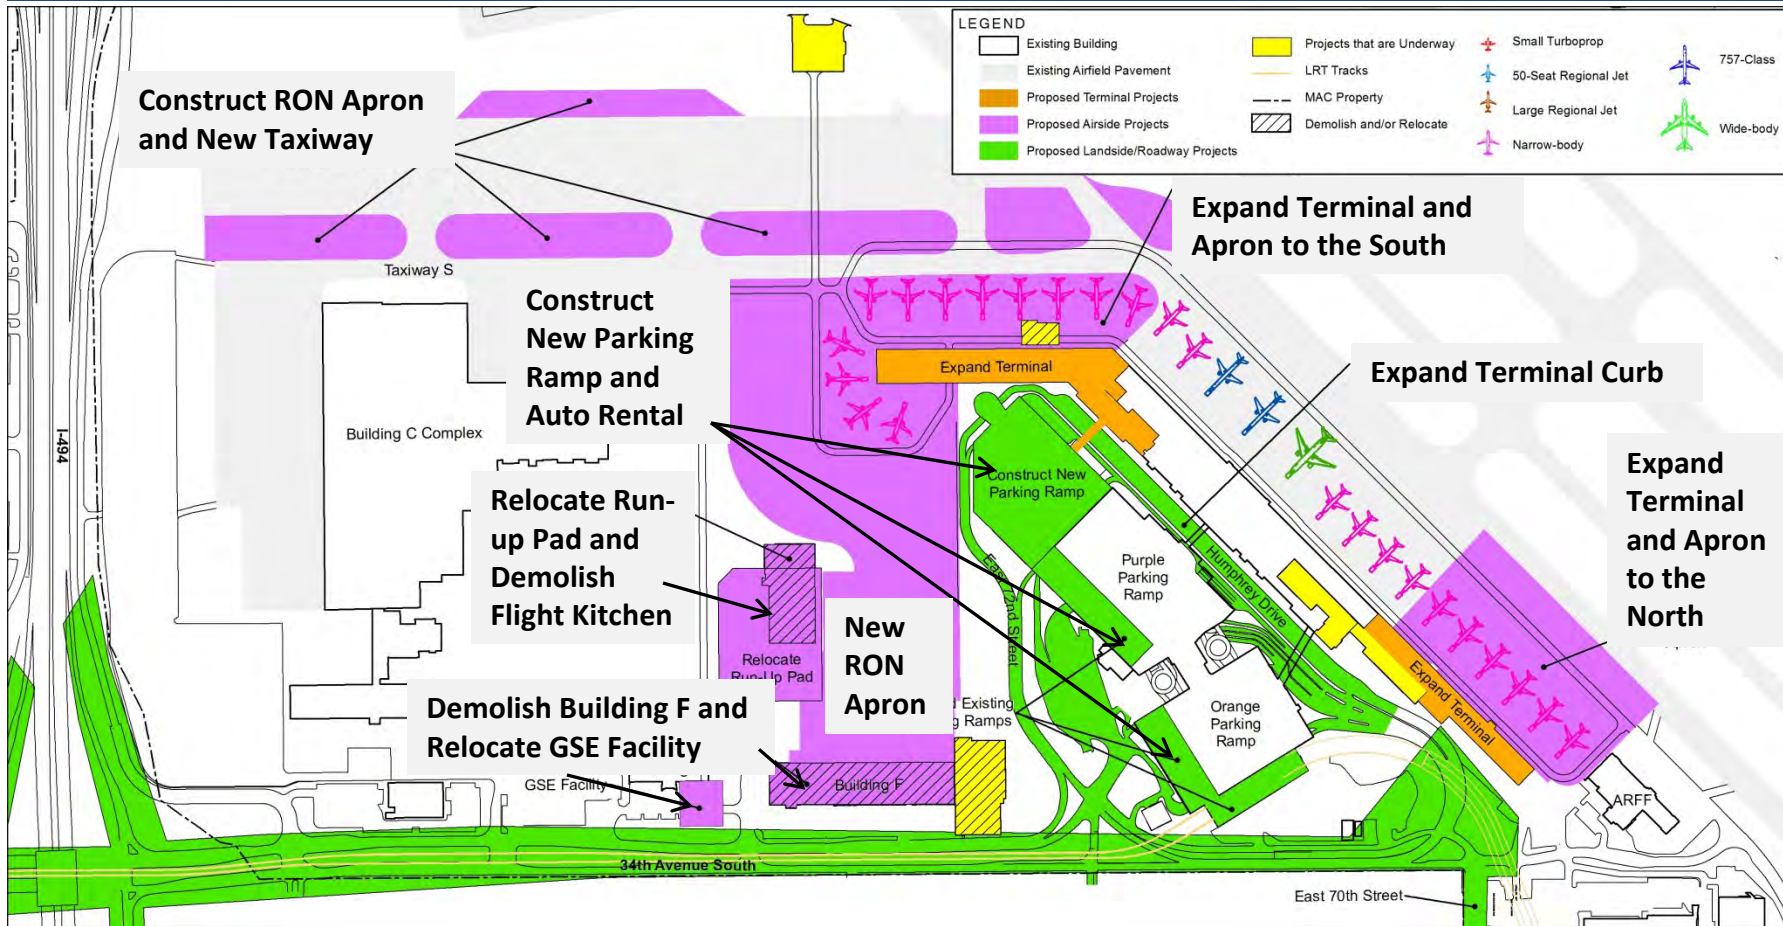 LEGEND
Existing Building
Existing Airfield Pavement
Proposed Terminal Projects
Proposed Airside Projects
Proposed Landside/Roadway Projects
Projects that are Underway
LRT Tracks
MAC Property
Demolish and/or Relocate
Small Turboprop
50-Seat Regional Jet
Large Regional Jet
Narrow-body
757-Class
Wide-body
Construct RON Apron
and New Taxiway
Expand Terminal and
Apron to the South
Taxiway S
Construct
New Parking
Ramp and
Auto Rental
Expand Terminal
Expand Terminal Curb
I-494
Building C Complex
Construct New
Parking Ramp
Expand
Terminal
and Apron
to the
North
Relocate Run-
up Pad and
Demolish
Flight Kitchen
Purple
Parking
Ramp
Humphrey Drive
East 72nd Street
New
RON
Apron
Relocate
Run-Up Pad
Expand Terminal
Demolish Building F and
Relocate GSE Facility
Existing
Ramps
Orange
Parking
Ramp
GSE Facility
Building F
ARFF
34th Avenue South
East 70th Street